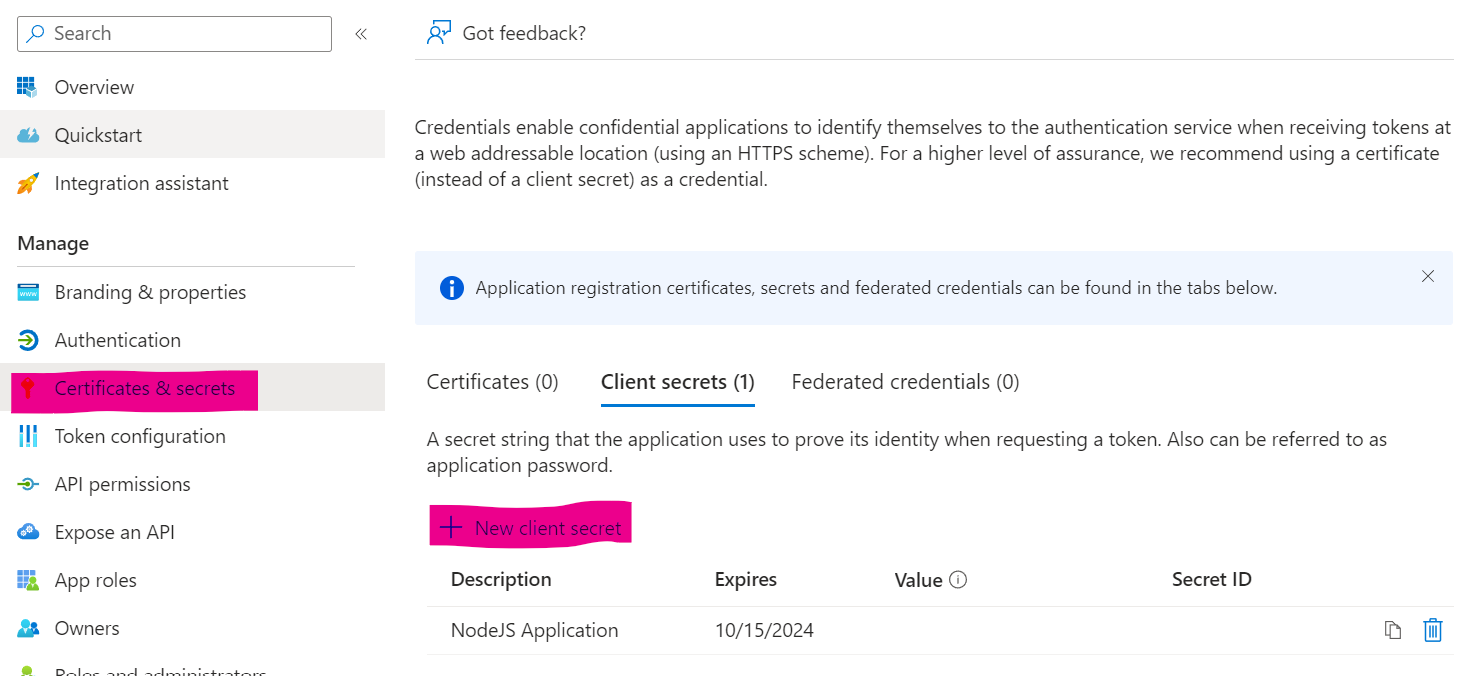 Search
Overview
Quickstart
Integration assistant
Manage
Branding & properties
Authentication
Certificates & secrets
Token configuration
API permissions
Expose an API
App roles
Owners
Roles and administrators
Got feedback?
Credentials enable confidential applications to identify themselves to the authentication service when receiving tokens at
a web addressable location (using an HTTPS scheme). For a higher level of assurance, we recommend using a certificate
(instead of a client secret) as a credential.
Application registration certificates, secrets and federated credentials can be found in the tabs below.
Certificates (0) Client secrets (1) Federated credentials (0)
A secret string that the application uses to prove its identity when requesting a token. Also can be referred to as
application password.
New client secret
Description Expires Value Secret ID
NodeJS Application 10/15/2024